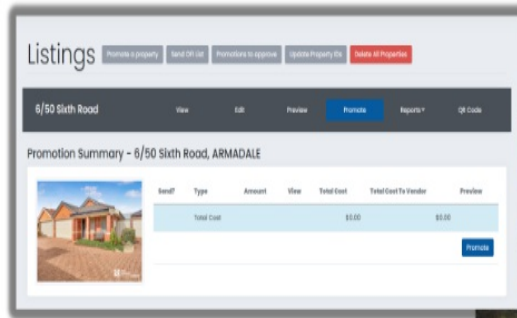 Listings Promote a property Send OFI List Promotions to approve Update Property IDs Delete All Properties
6/50 Sixth Road View Edit Preview Promote Reports QR Code
Promotion Summary - 6/50 Sixth Road, ARMADALE
Send? Type Amount View Total Cost Total Cost To Vendor Preview
Total Cost $0.00 $0.00
Promote